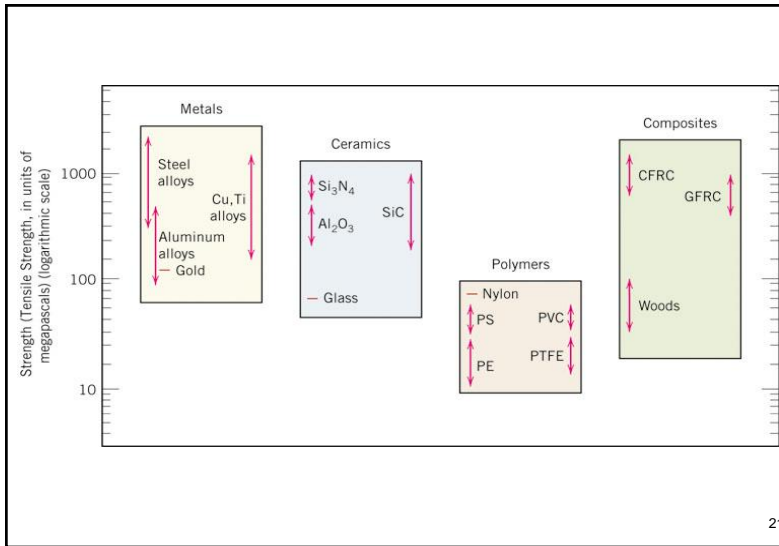 Strength (Tensile Strength, in units of
megapascals) (logarithmic scale)
1000
100
10
Metals
Steel
alloys
Cu,Ti
alloys
Aluminum
alloys
Gold
Ceramics
Si₃N₄
Al₂O₃
SiC
Glass
Polymers
Nylon
PS
PVC
PE
PTFE
Composites
CFRC
GFRC
Woods